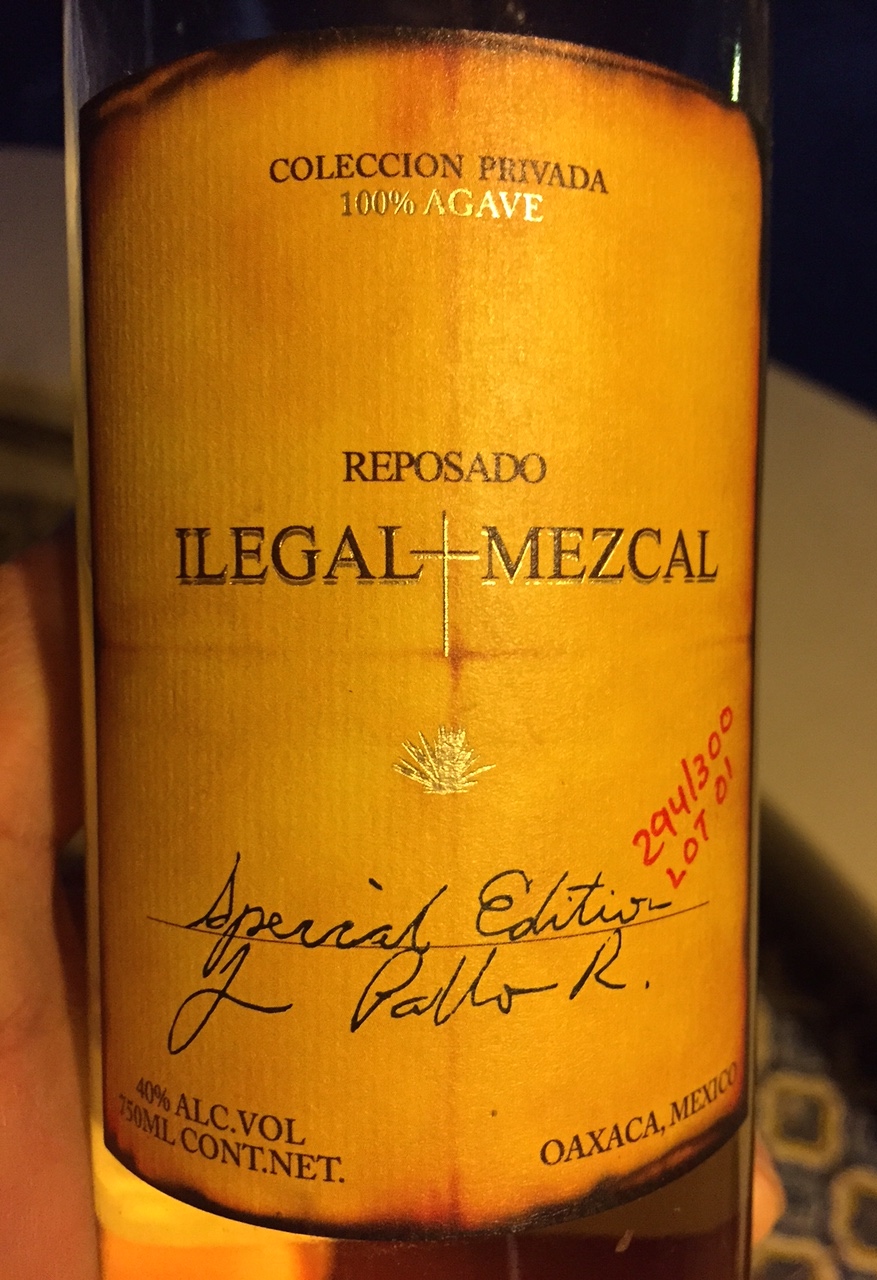 COLECCION PRIVADA
100% AGAVE
REPOSADO
ILEGAL MEZCAL
294/300
LOT 01
Special Edition
Pablo R.
40% ALC.VOL
750ML CONT.NET.
OAXACA, MEXICO